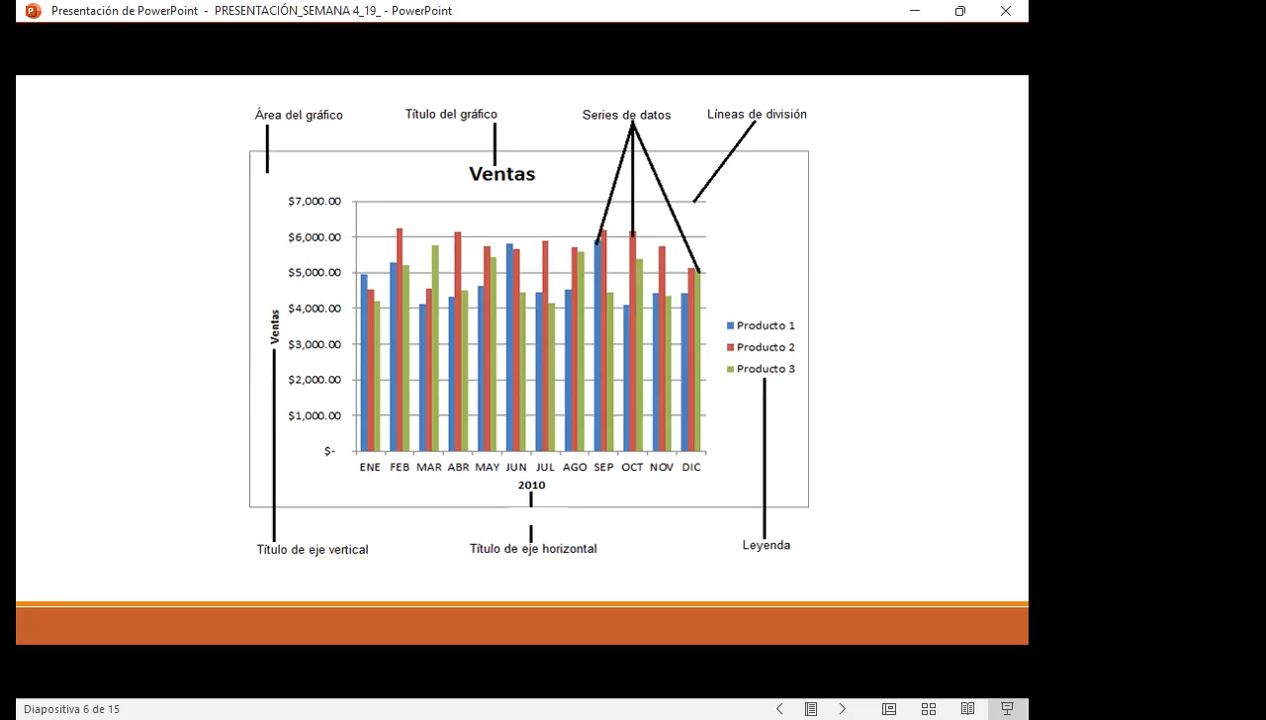 Presentación de PowerPoint - PRESENTACIÓN_SEMANA 4_19_ - PowerPoint
Área del gráfico
Título del gráfico
Series de datos
Líneas de división
Ventas
$7,000.00
$6,000.00
$5,000.00
$4,000.00
$3,000.00
$2,000.00
$1,000.00
$-
Ventas
ENE FEB MAR ABR MAY JUN JUL AGO SEP OCT NOV DIC
2010
Producto 1
Producto 2
Producto 3
Título de eje vertical
Título de eje horizontal
Leyenda
Diapositiva 6 de 15